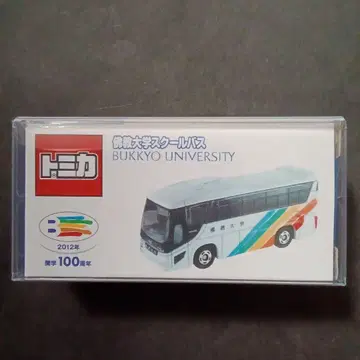 佛教大学スクールバス
BUKKYO UNIVERSITY
トミカ
佛教大学
2012年
開学100周年